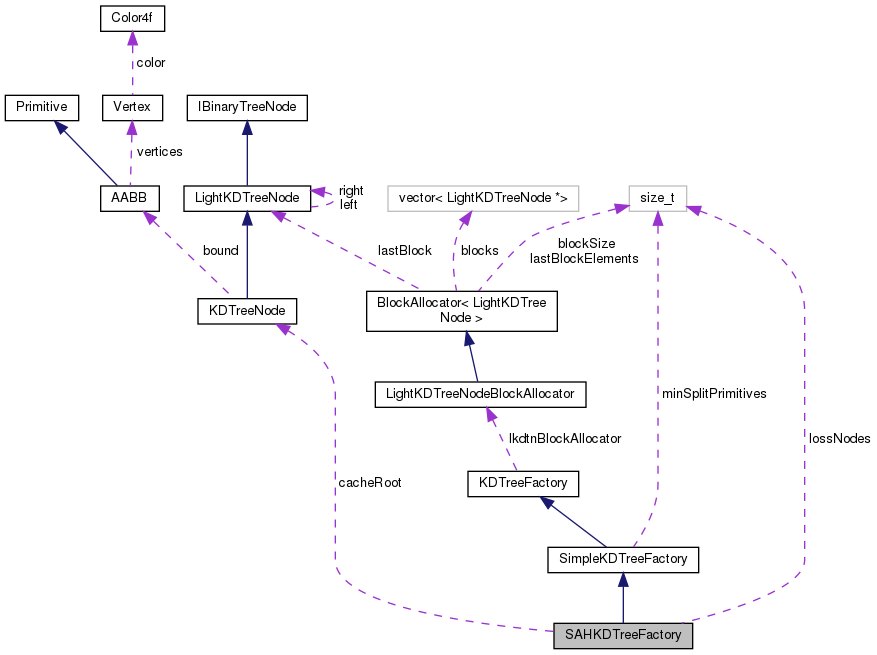 Color4f
color
Primitive
Vertex
IBinaryTreeNode
vertices
AABB
LightKDTreeNode
right
left
vector< LightKDTreeNode *>
size_t
bound
lastBlock
blocks
blockSize
lastBlockElements
KDTreeNode
BlockAllocator< LightKDTree
Node >
LightKDTreeNodeBlockAllocator
minSplitPrimitives
lkdtnBlockAllocator
lossNodes
cacheRoot
KDTreeFactory
SimpleKDTreeFactory
SAHKDTreeFactory